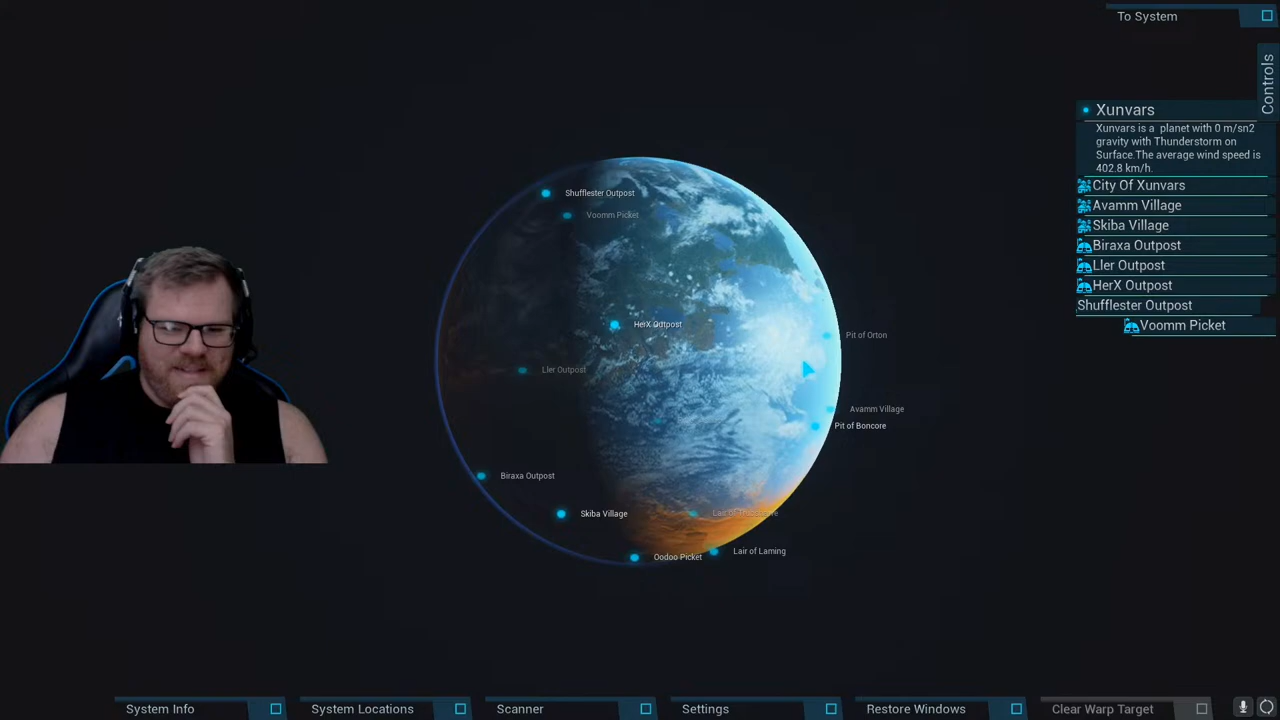 To System
Controls
Xunvars
Xunvars is a  planet with 0 m/sn2
gravity with Thunderstorm on
Surface.The average wind speed is
402.8 km/h.
City Of Xunvars
Avamm Village
Skiba Village
Biraxa Outpost
Ller Outpost
HerX Outpost
Shufflester Outpost
Voomm Picket
Shufflester Outpost
Voomm Picket
HerX Outpost
Pit of Orton
Ller Outpost
Avamm Village
Pit of Boncore
Biraxa Outpost
Skiba Village
Lair of
Lair of Laming
Oodoo Picket
System Info
System Locations
Scanner
Settings
Restore Windows
Clear Warp Target